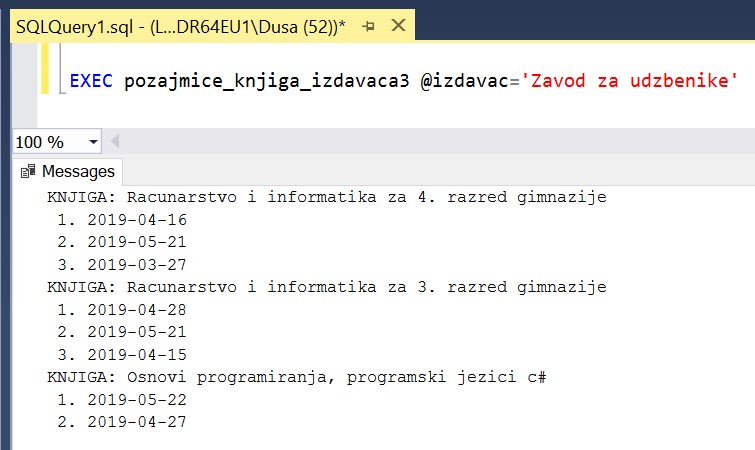 SQLQuery1.sql - (L...DR64EU1\Dusa (52))*
EXEC pozajmice_knjiga_izdavaca3 @izdavac='Zavod za udzbenike'
100 %
Messages
KNJIGA: Racunarstvo i informatika za 4. razred gimnazije
1. 2019-04-16
2. 2019-05-21
3. 2019-03-27
KNJIGA: Racunarstvo i informatika za 3. razred gimnazije
1. 2019-04-28
2. 2019-05-21
3. 2019-04-15
KNJIGA: Osnovi programiranja, programski jezici c#
1. 2019-05-22
2. 2019-04-27